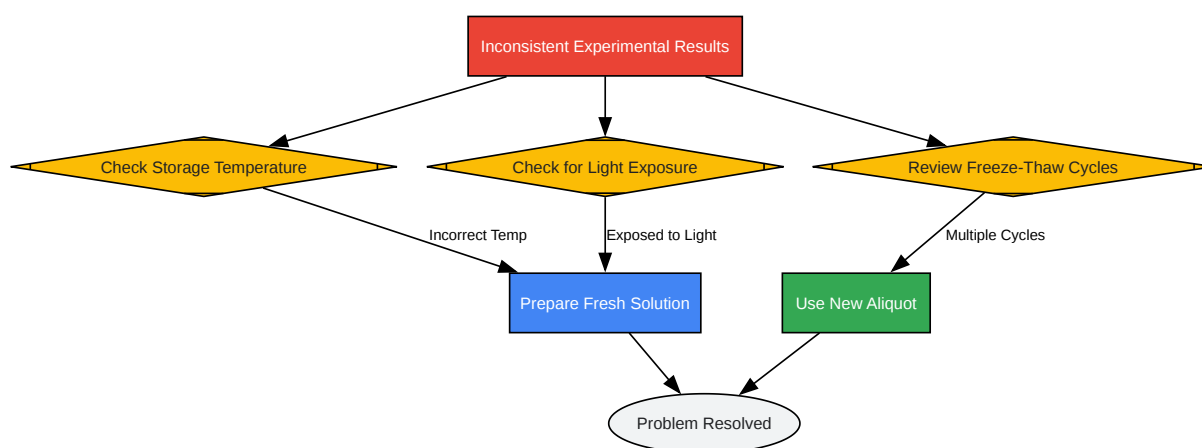 Inconsistent Experimental Results
Check Storage Temperature
Check for Light Exposure
Review Freeze-Thaw Cycles
Incorrect Temp
Exposed to Light
Multiple Cycles
Prepare Fresh Solution
Use New Aliquot
Problem Resolved